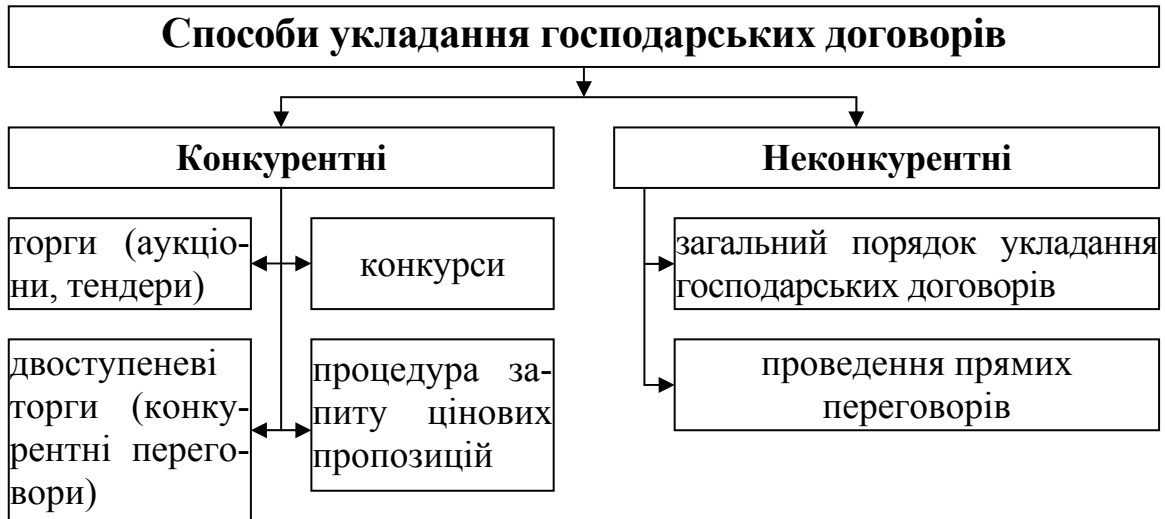 Способи укладання господарських договорів
Конкурентні
Неконкурентні
торги (аукціо-
ни, тендери)
конкурси
загальний порядок укладання
господарських договорів
двоступеневі
торги (конку-
рентні перего-
вори)
процедура за-
питу цінових
пропозицій
проведення прямих
переговорів